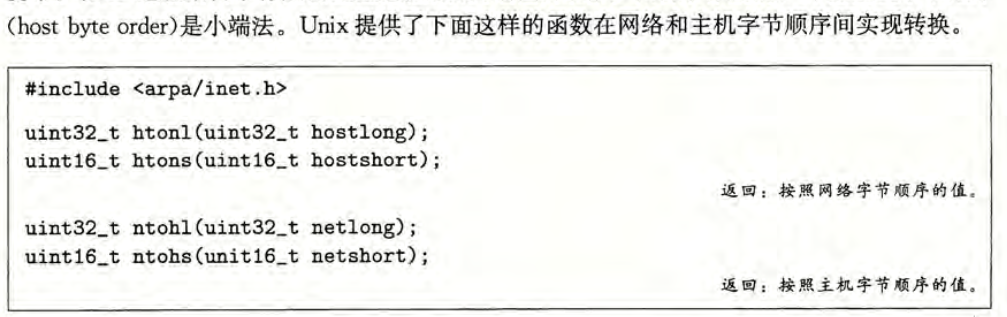 (host byte order)是小端法。Unix 提供了下面这样的函数在网络和主机字节顺序间实现转换。
#include <arpa/inet.h>
uint32_t htonl(uint32_t hostlong);
uint16_t htons(uint16_t hostshort);
返回：按照网络字节顺序的值。
uint32_t ntohl(uint32_t netlong);
uint16_t ntohs(unit16_t netshort);
返回：按照主机字节顺序的值。